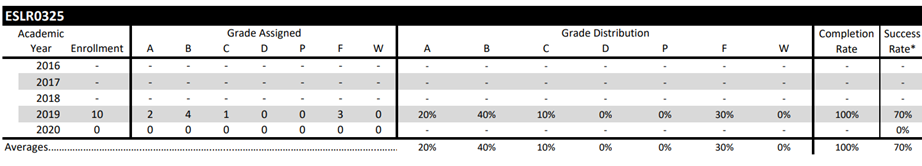 ESLR0325
Academic Grade Assigned Grade Distribution Completion Success
Year Enrollment A B C D P F W A B C D P F W Rate Rate*
2016 - - - - - - - - - - - - - - - - -
2017 - - - - - - - - - - - - - - - - -
2018 - - - - - - - - - - - - - - - - -
2019 10 2 4 1 0 0 3 0 20% 40% 10% 0% 0% 30% 0% 100% 70%
2020 0 0 0 0 0 0 0 0 - - - - - - - - 0%
Averages................................................................................ 20% 40% 10% 0% 0% 30% 0% 100% 70%